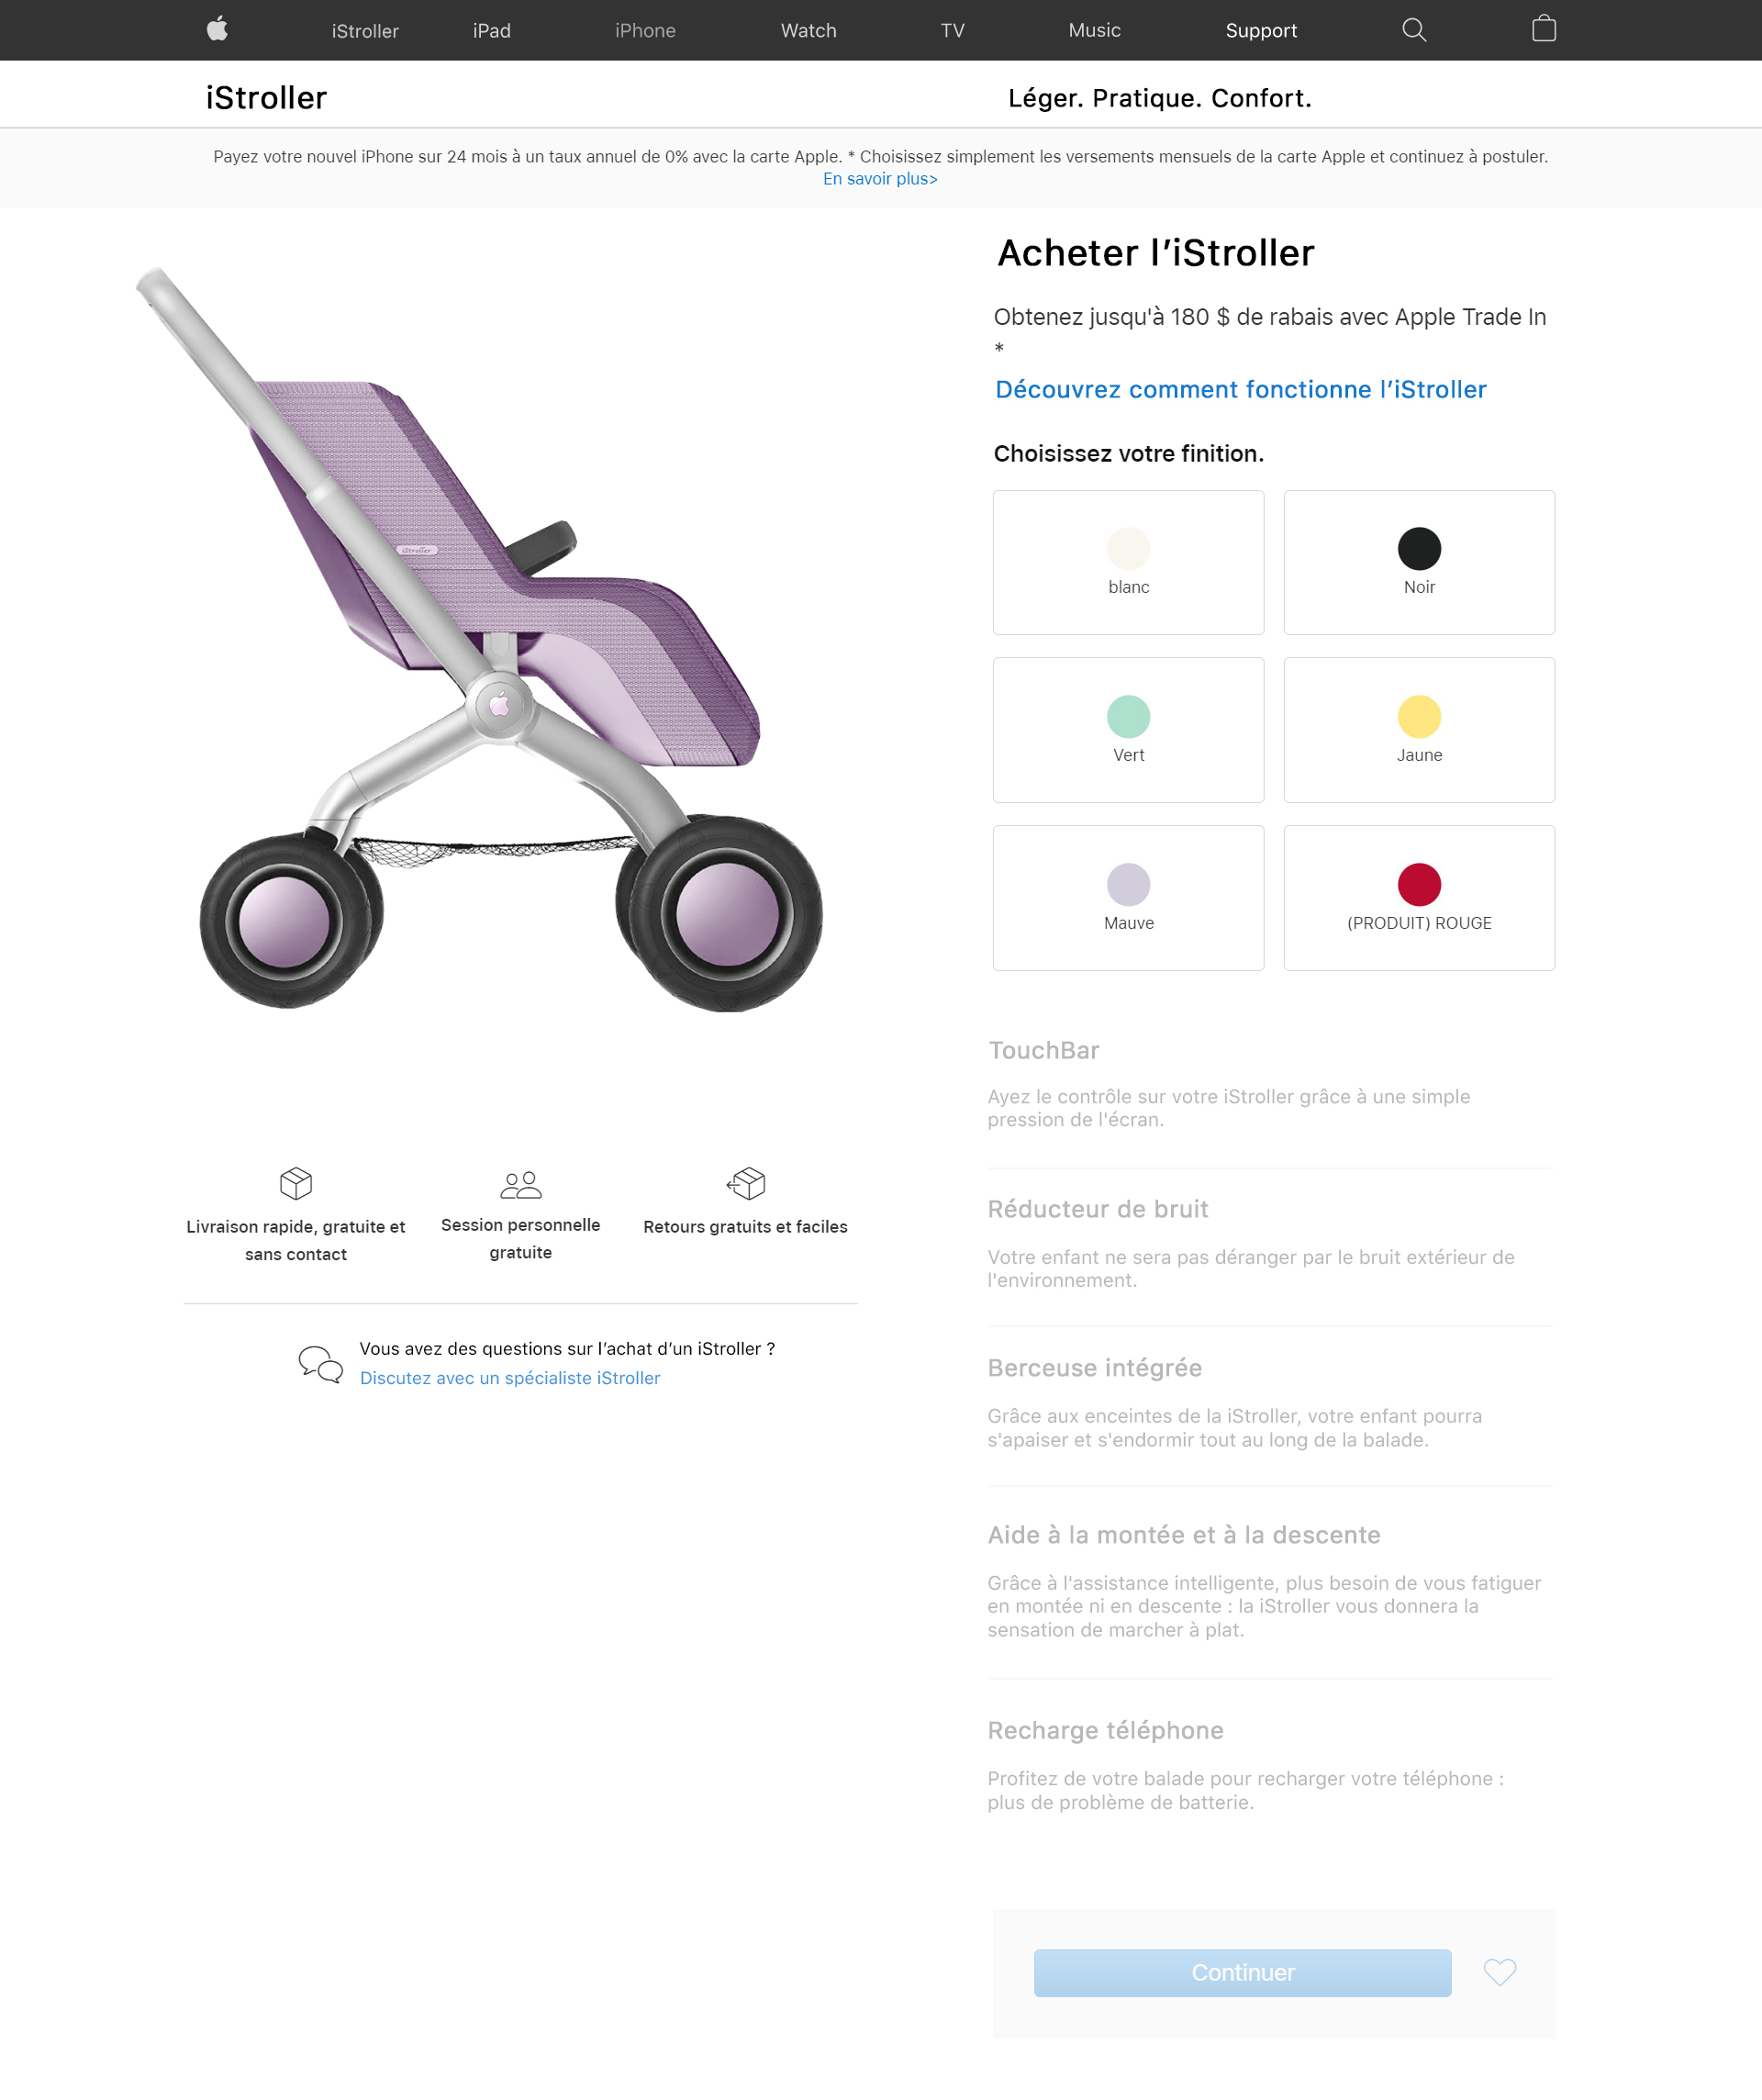 iStroller iPad iPhone Watch TV Music Support
iStroller
Léger. Pratique. Confort.
Payez votre nouvel iPhone sur 24 mois à un taux annuel de 0% avec la carte Apple. * Choisissez simplement les versements mensuels de la carte Apple et continuez à postuler.
En savoir plus>
iStroller
Livraison rapide, gratuite et
sans contact
Session personnelle
gratuite
Retours gratuits et faciles
Vous avez des questions sur l’achat d’un iStroller ?
Discutez avec un spécialiste iStroller
Acheter l’iStroller
Obtenez jusqu'à 180 $ de rabais avec Apple Trade In
*
Découvrez comment fonctionne l’iStroller
Choisissez votre finition.
blanc
Noir
Vert
Jaune
Mauve
(PRODUIT) ROUGE
TouchBar
Ayez le contrôle sur votre iStroller grâce à une simple
pression de l'écran.
Réducteur de bruit
Votre enfant ne sera pas déranger par le bruit extérieur de
l'environnement.
Berceuse intégrée
Grâce aux enceintes de la iStroller, votre enfant pourra
s'apaiser et s'endormir tout au long de la balade.
Aide à la montée et à la descente
Grâce à l'assistance intelligente, plus besoin de vous fatiguer
en montée ni en descente : la iStroller vous donnera la
sensation de marcher à plat.
Recharge téléphone
Profitez de votre balade pour recharger votre téléphone :
plus de problème de batterie.
Continuer